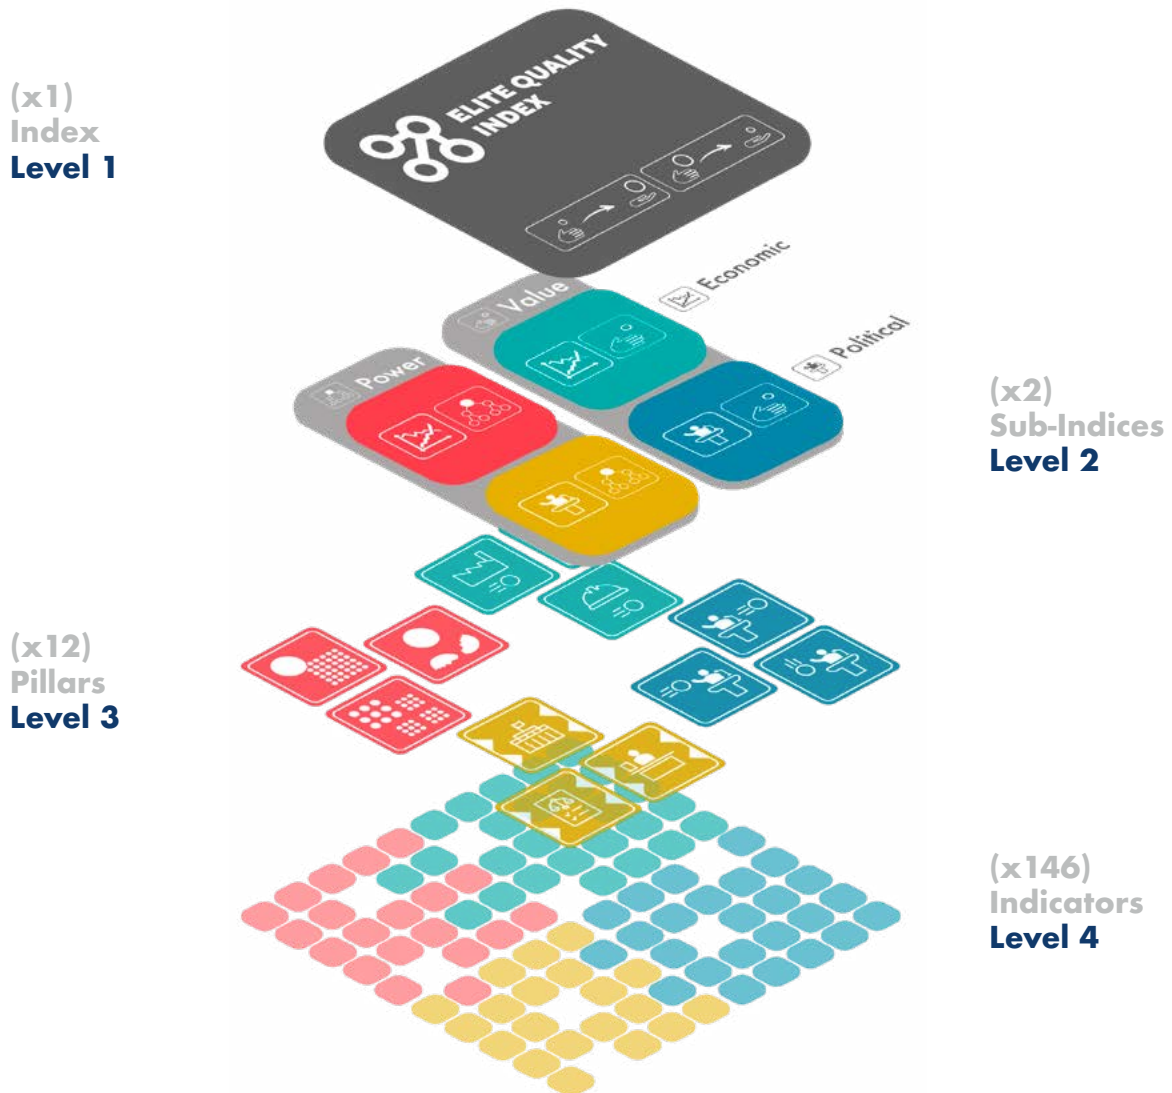 (x1)
Index
Level 1
ELITE QUALITY
INDEX
Value
Economic
Power
Political
(x2)
Sub-Indices
Level 2
(x12)
Pillars
Level 3
(x146)
Indicators
Level 4